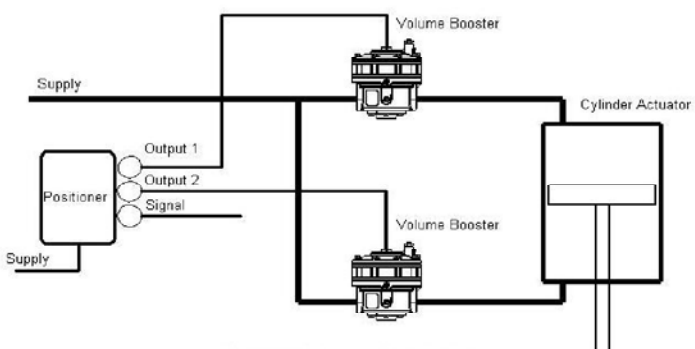 Volume Booster
Supply
Cylinder Actuator
Output 1
Output 2
Positioner
Signal
Volume Booster
Supply